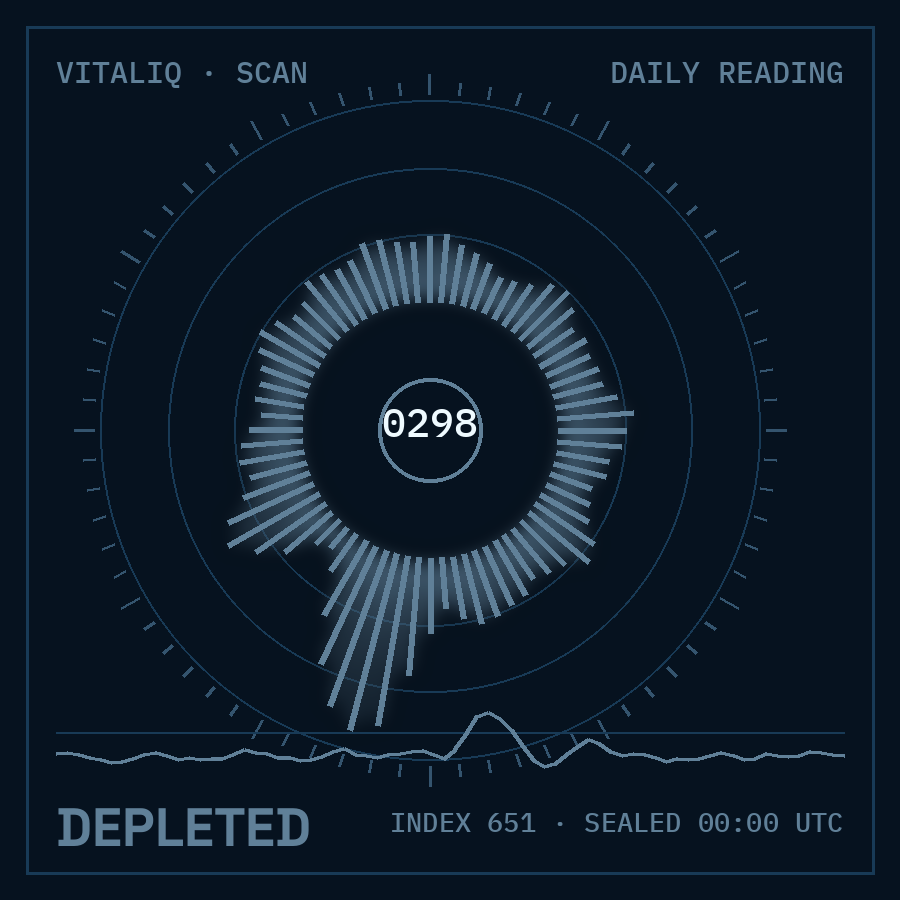 VITALIQ · SCAN
DAILY READING
0298
DEPLETED
INDEX 651 · SEALED 00:00 UTC